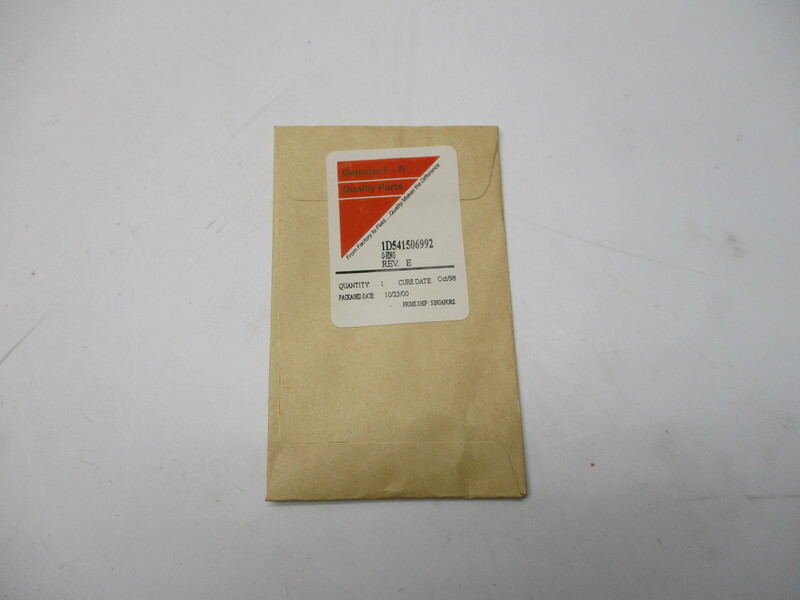 Genuine F - R
Quality Parts
From Factory to Field...Quality Makes the Difference
1D541506992
O-RING
REV. E
QUANTITY: 1 CURE DATE: Oct/98
PACKAGED DATE: 10/23/00
PRIME SHIP : SINGAPORE